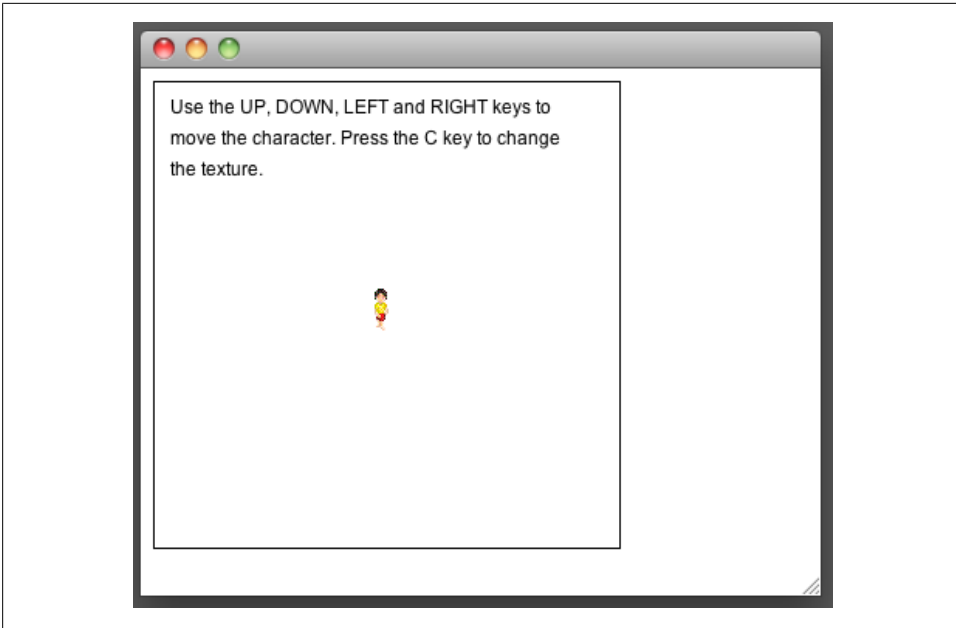 Use the UP, DOWN, LEFT and RIGHT keys to
move the character. Press the C key to change
the texture.